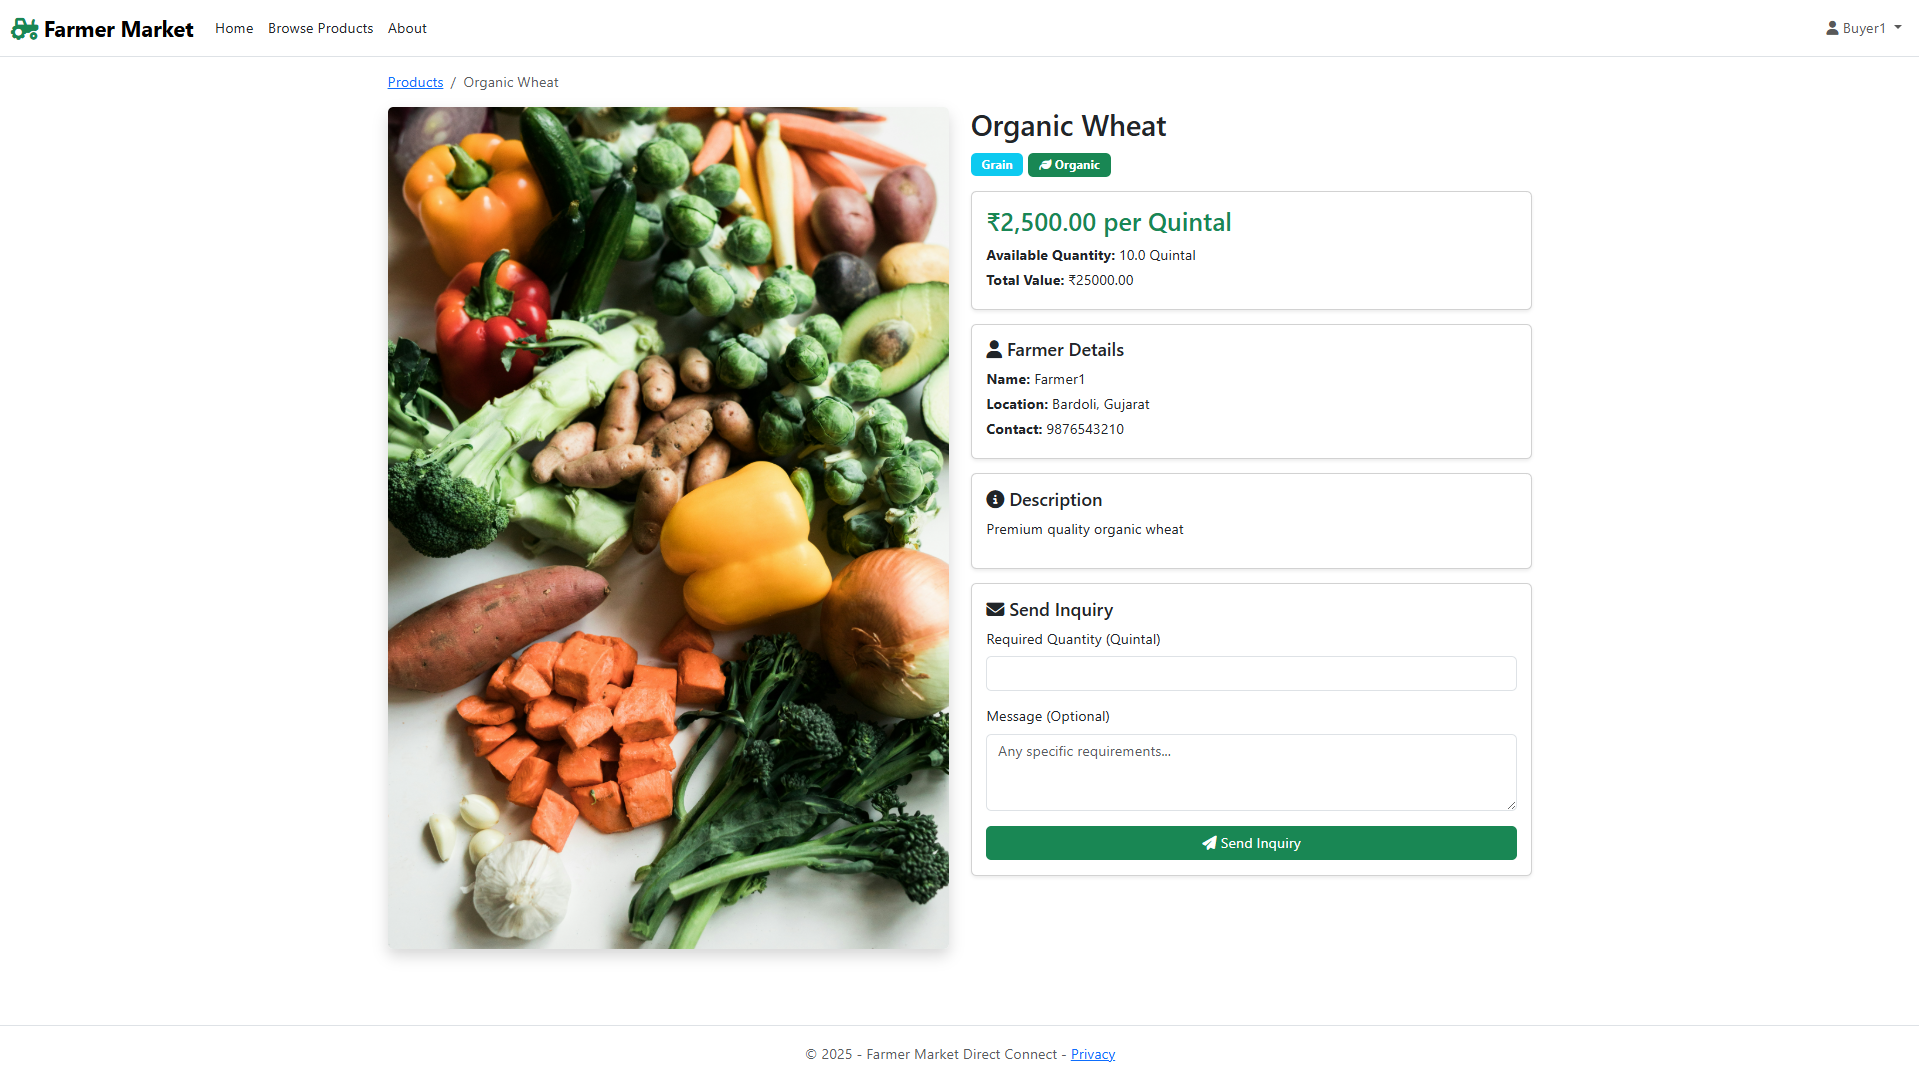 Farmer Market Home Browse Products About Buyer1
Products / Organic Wheat
Organic Wheat
Grain Organic
₹2,500.00 per Quintal
Available Quantity: 10.0 Quintal
Total Value: ₹25000.00
Farmer Details
Name: Farmer1
Location: Bardoli, Gujarat
Contact: 9876543210
Description
Premium quality organic wheat
Send Inquiry
Required Quantity (Quintal)
Message (Optional)
Any specific requirements...
Send Inquiry
© 2025 - Farmer Market Direct Connect - Privacy